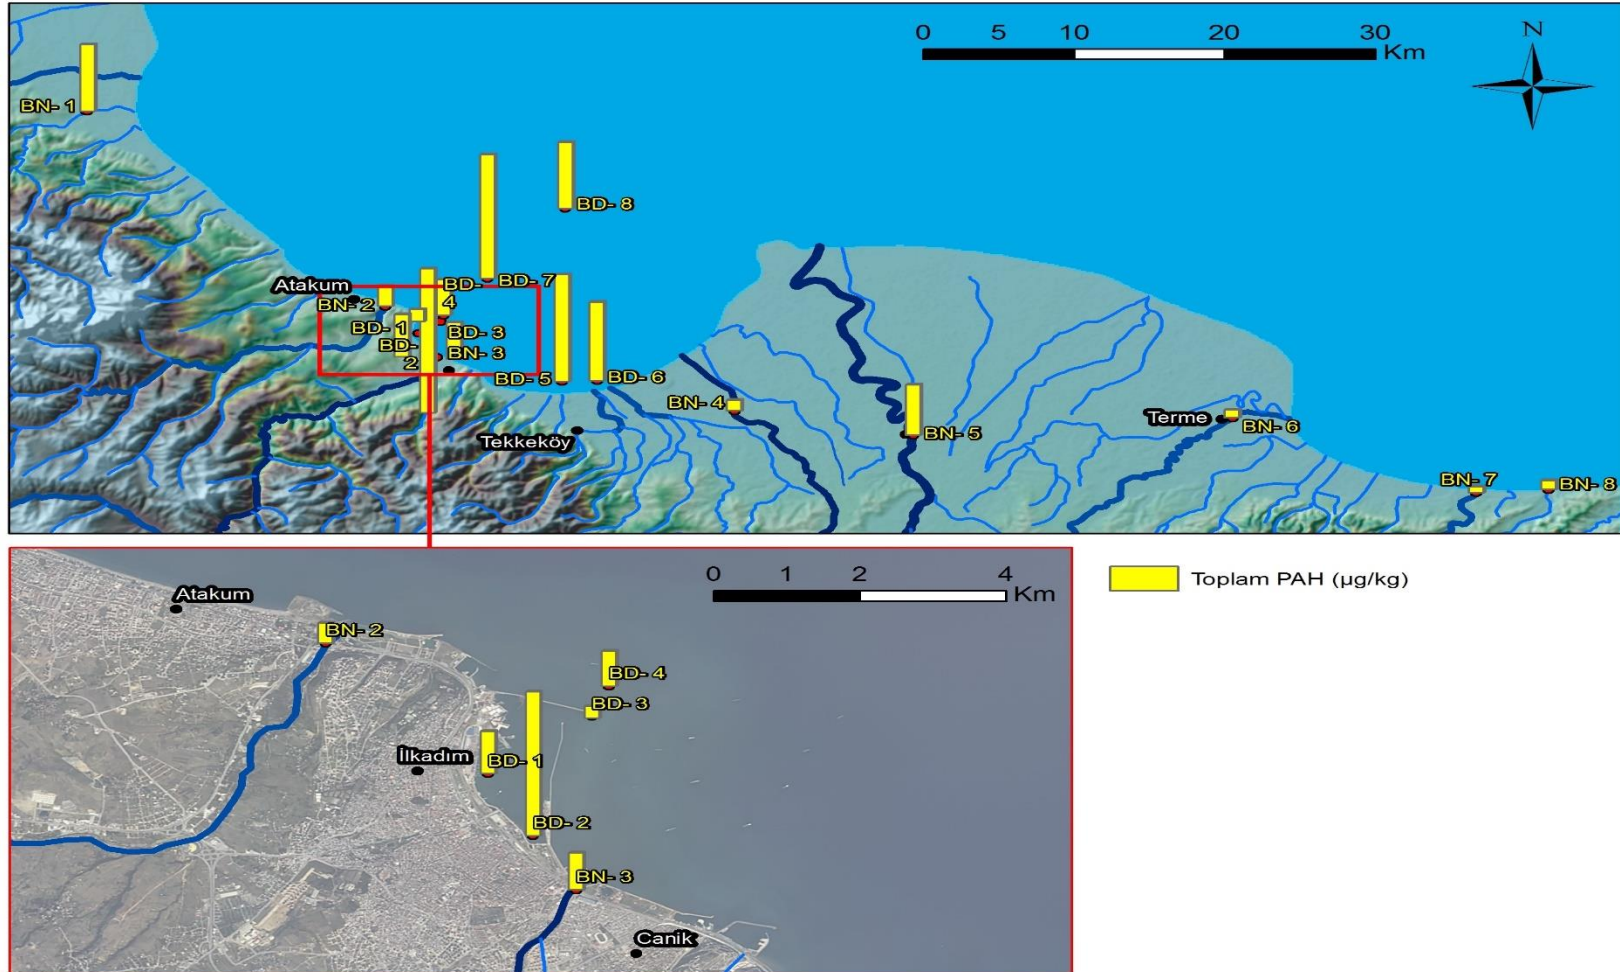 0 5 10 20 30
Km
N
BN- 1
BD- 8
BD- 7
Atakum
BN- 2
BD-
4
BD- 1
BD- 3
BD-
2
BN- 3
BD- 5
BD- 6
BN- 4
BN- 5
Terme
BN- 6
Tekkeköy
BN- 7
BN- 8
0 1 2 4
Km
Atakum
BN- 2
BD- 4
BD- 3
İlkadım
BD- 1
BD- 2
BN- 3
Canik
Toplam PAH (µg/kg)